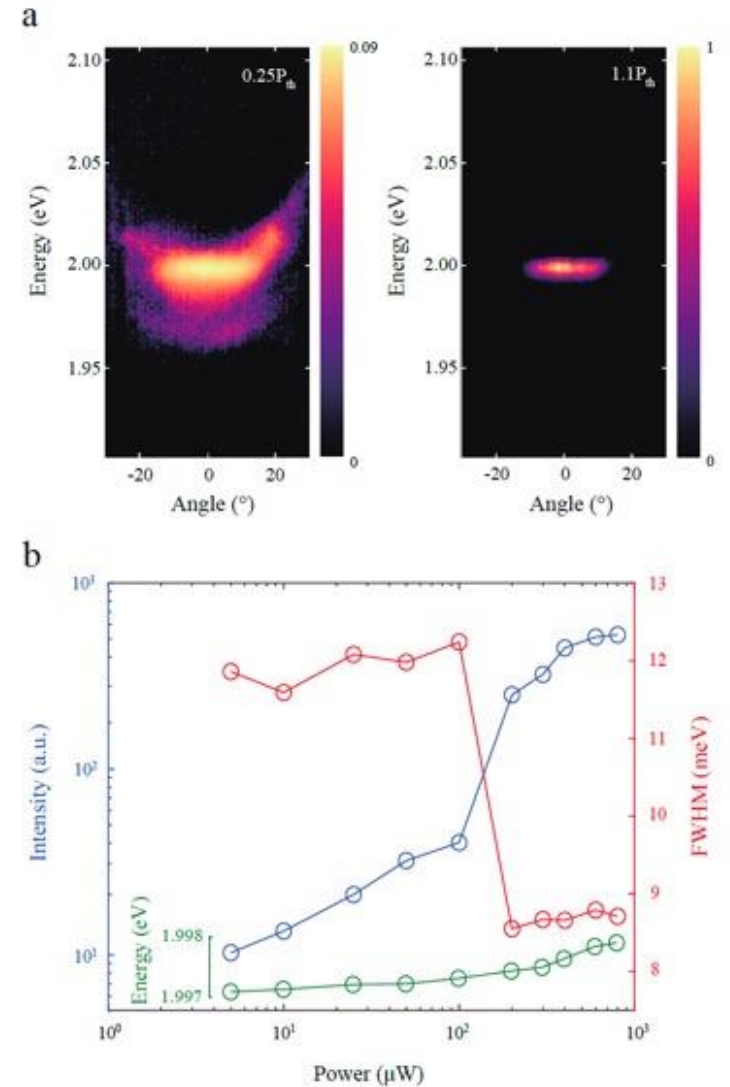 a
2.10
2.05
2.00
1.95
Energy (eV)
-20 0 20
Angle (°)
0.25Pth
0.09
0
2.10
2.05
2.00
1.95
Energy (eV)
-20 0 20
Angle (°)
1.1Pth
1
0
b
10³
10²
10¹
Intensity (a.u.)
Energy (eV)
1.998
1.997
13
12
11
10
9
8
FWHM (meV)
10⁰ 10¹ 10² 10³
Power (μW)